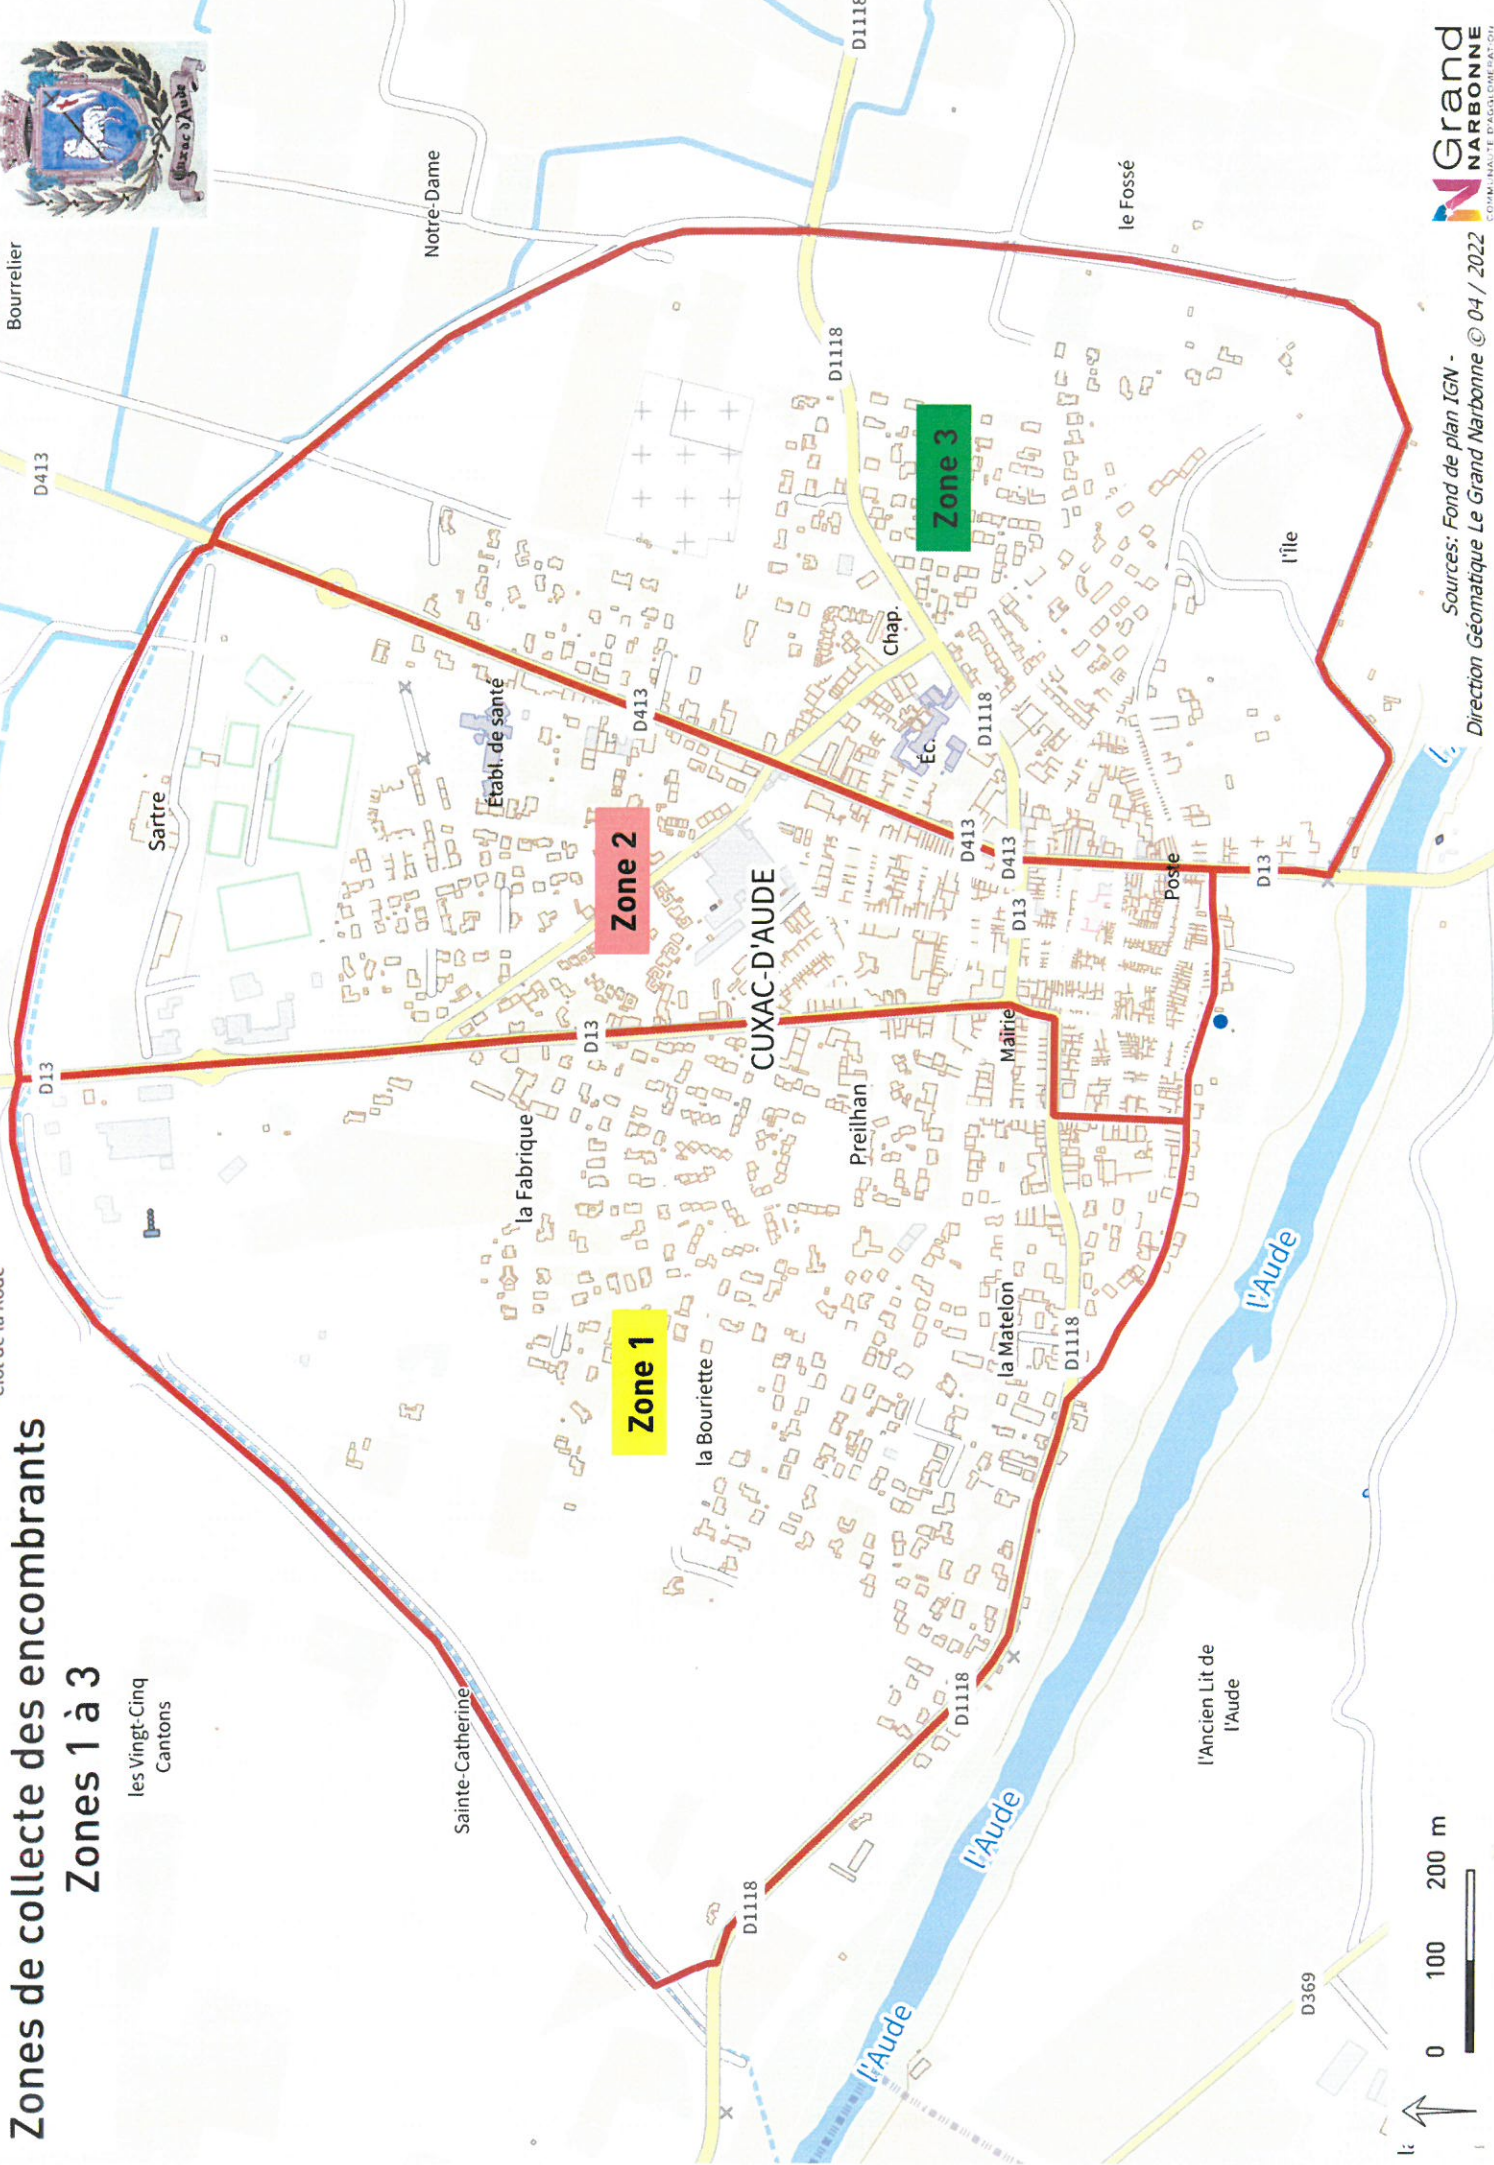 Zones de collecte des encombrants
Zones 1 à 3
Cuxac d'Aude
Bourrelier
D413
D13
les Vingt-Cinq
Cantons
Sartre
Notre-Dame
Sainte-Catherine
la Fabrique
Établ. de santé
D13
D413
Zone 1
Zone 2
la Bouriette
CUXAC-D'AUDE
D1118
D1118
D1118
Preilhan
Chap.
Éc.
Zone 3
D1118
D1118
D413
D413
D13
Mairie
la Matelon
D1118
le Fossé
Poste
l'Ancien Lit de
l'Aude
D13
l'Île
l'Aude
l'Aude
l'Aude
D369
0 100 200 m
Sources: Fond de plan IGN -
Direction Géomatique Le Grand Narbonne © 04 / 2022
Grand
NARBONNE
COMMUNAUTÉ D'AGGLOMÉRATION